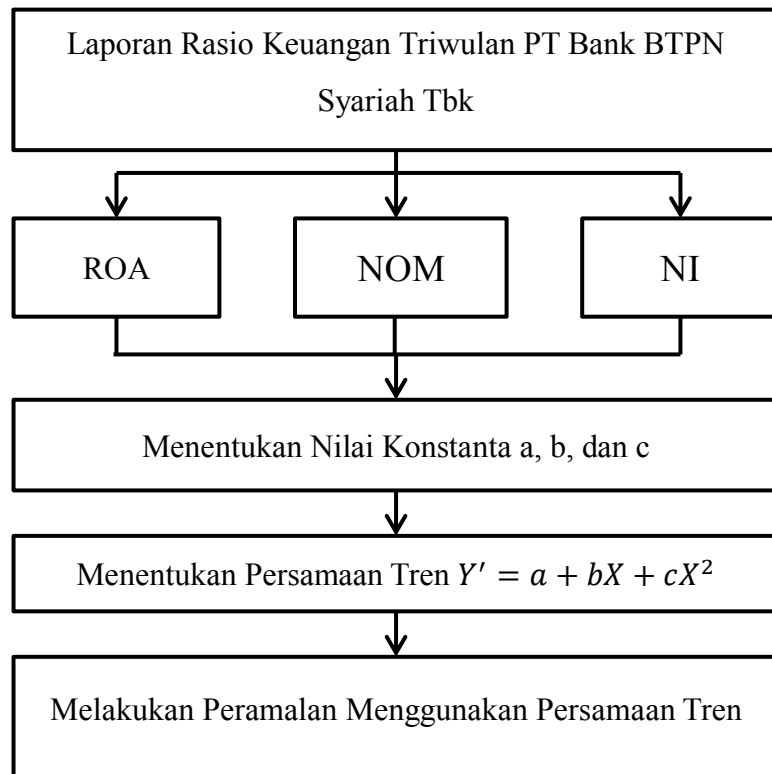 Laporan Rasio Keuangan Triwulan PT Bank BTPN
Syariah Tbk
ROA
NOM
NI
Menentukan Nilai Konstanta a, b, dan c
Menentukan Persamaan Tren 𝑌′ = 𝑎 + 𝑏𝑋 + 𝑐𝑋²
Melakukan Peramalan Menggunakan Persamaan Tren